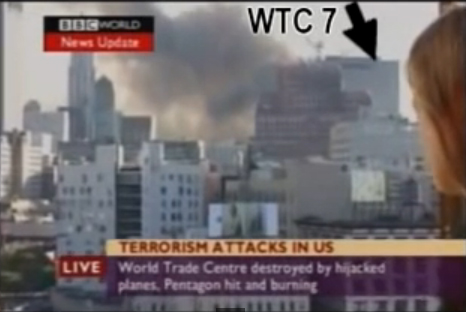 WTC 7
BBC WORLD
News Update
TERRORISM ATTACKS IN US
LIVE
World Trade Centre destroyed by hijacked
planes, Pentagon hit and burning